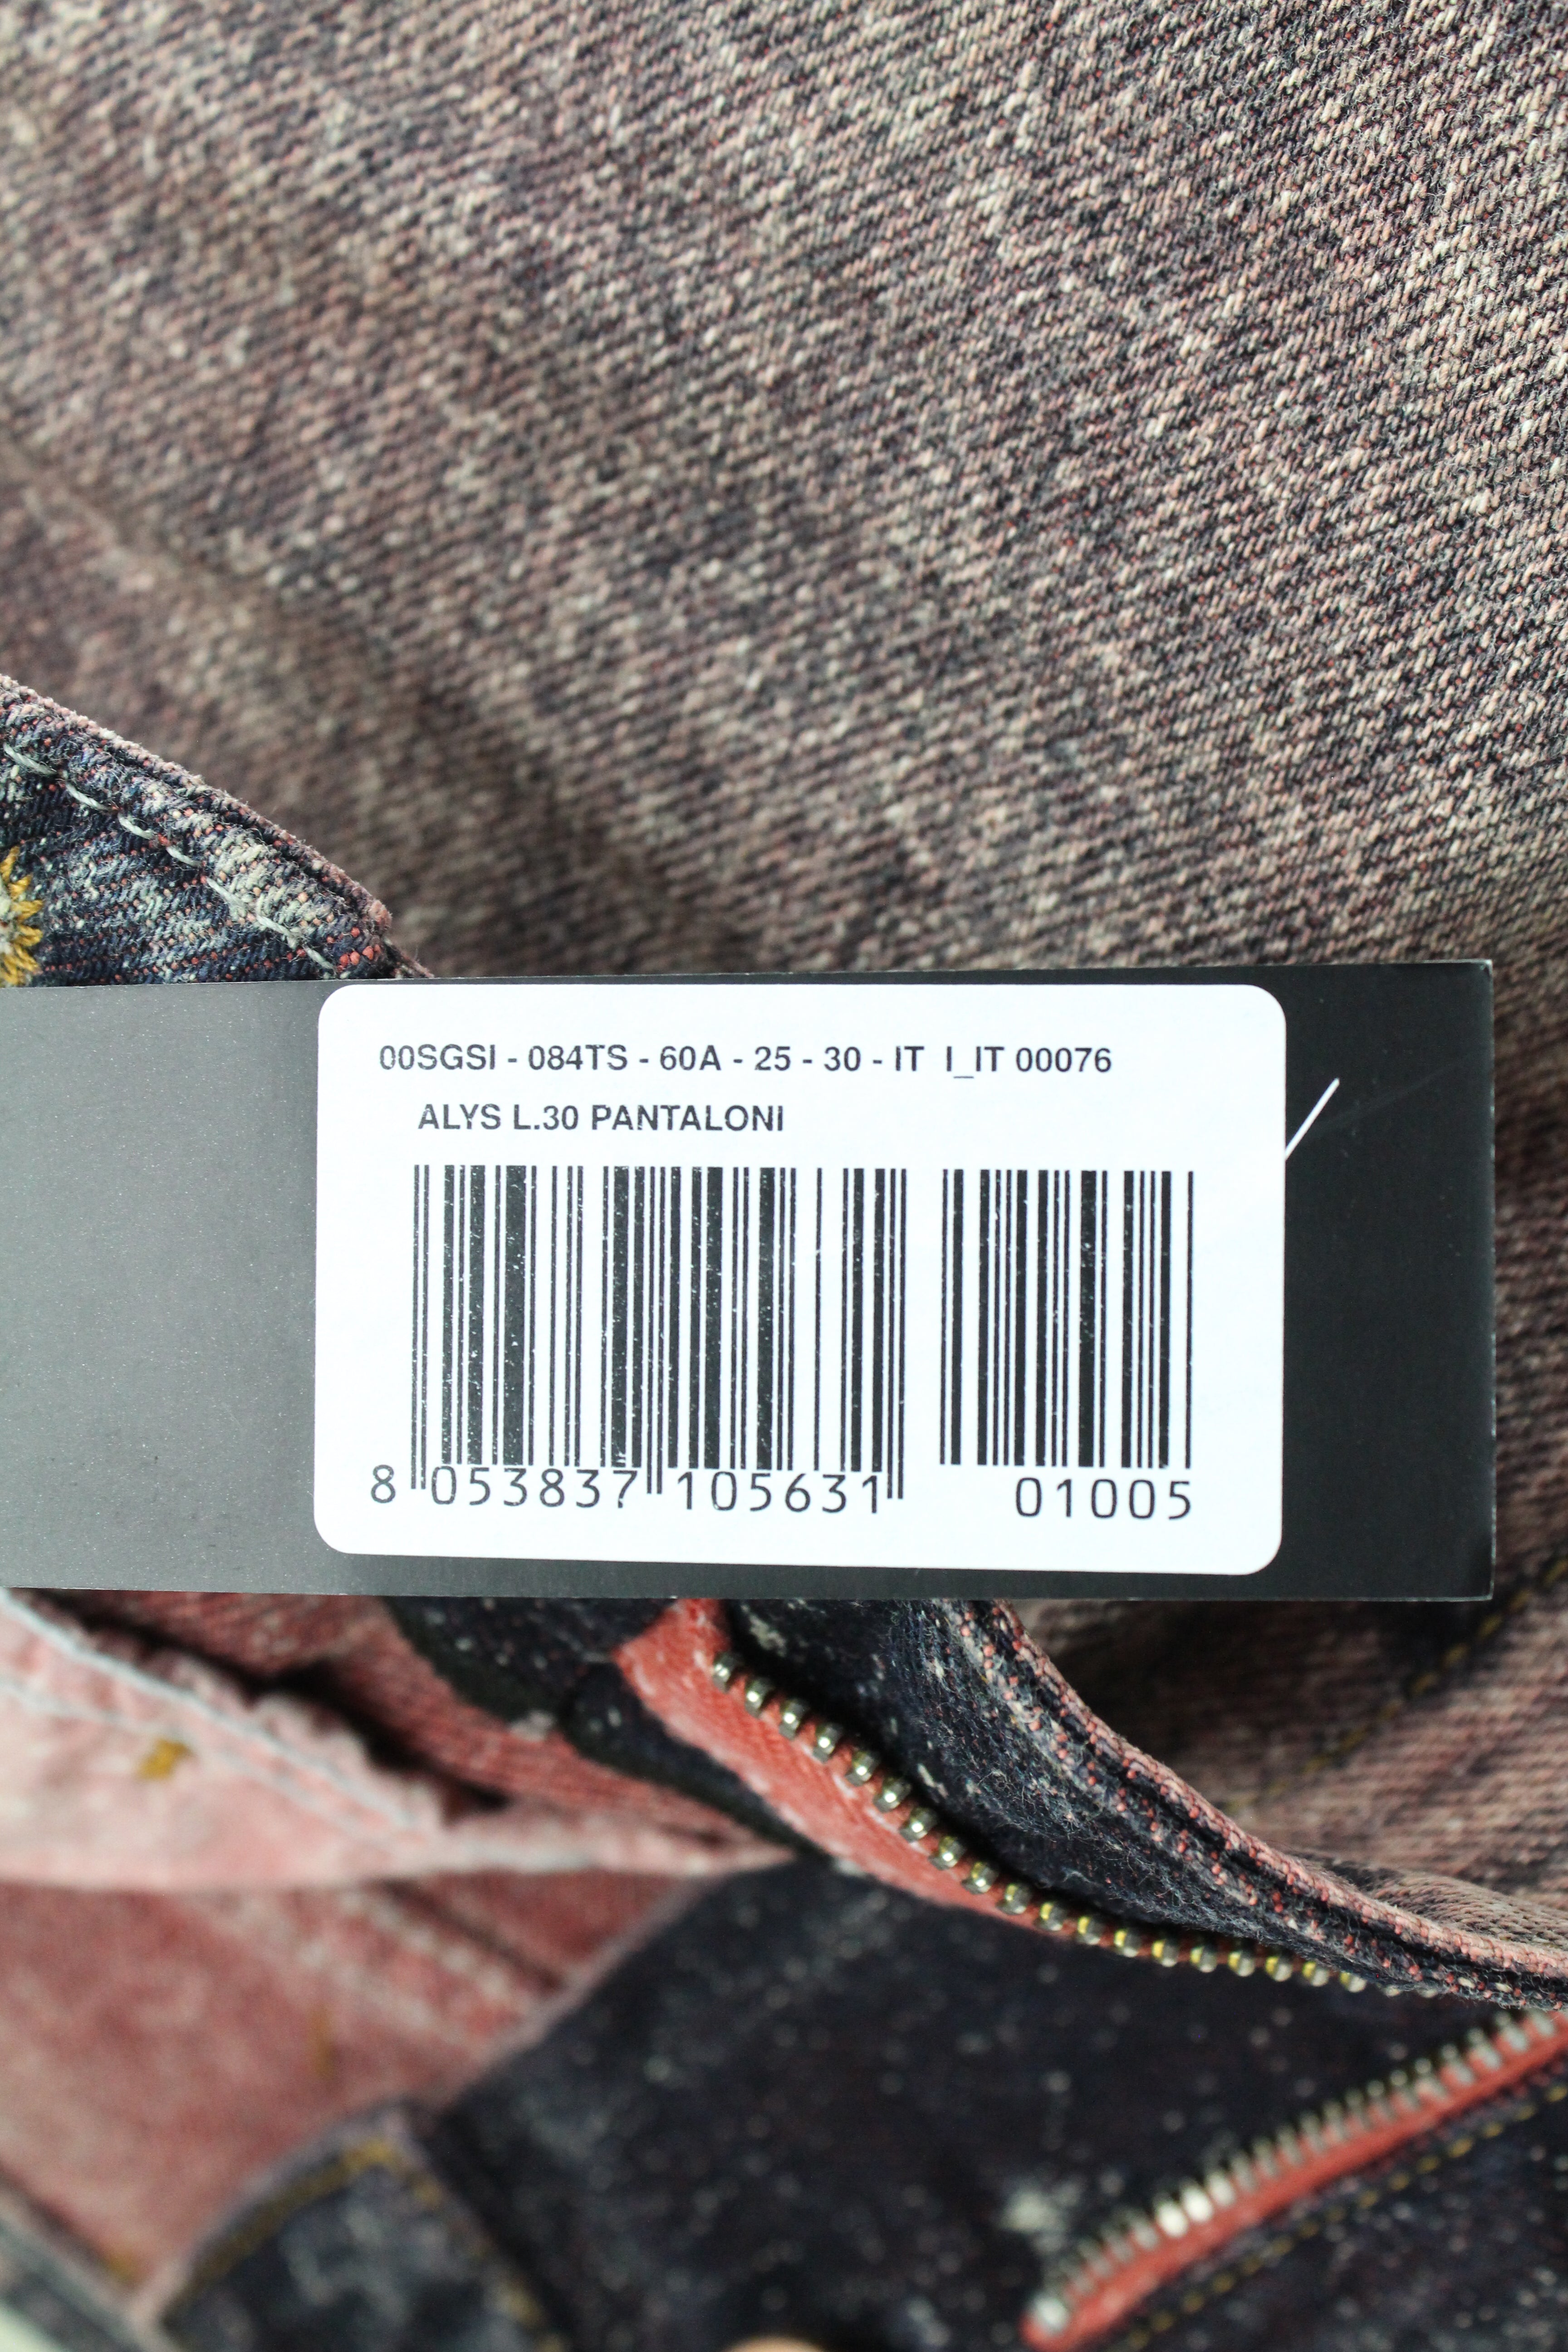 00SGSI - 084TS - 60A - 25 - 30 - IT I_IT 00076
ALYS L.30 PANTALONI
8 053837 105631 01005